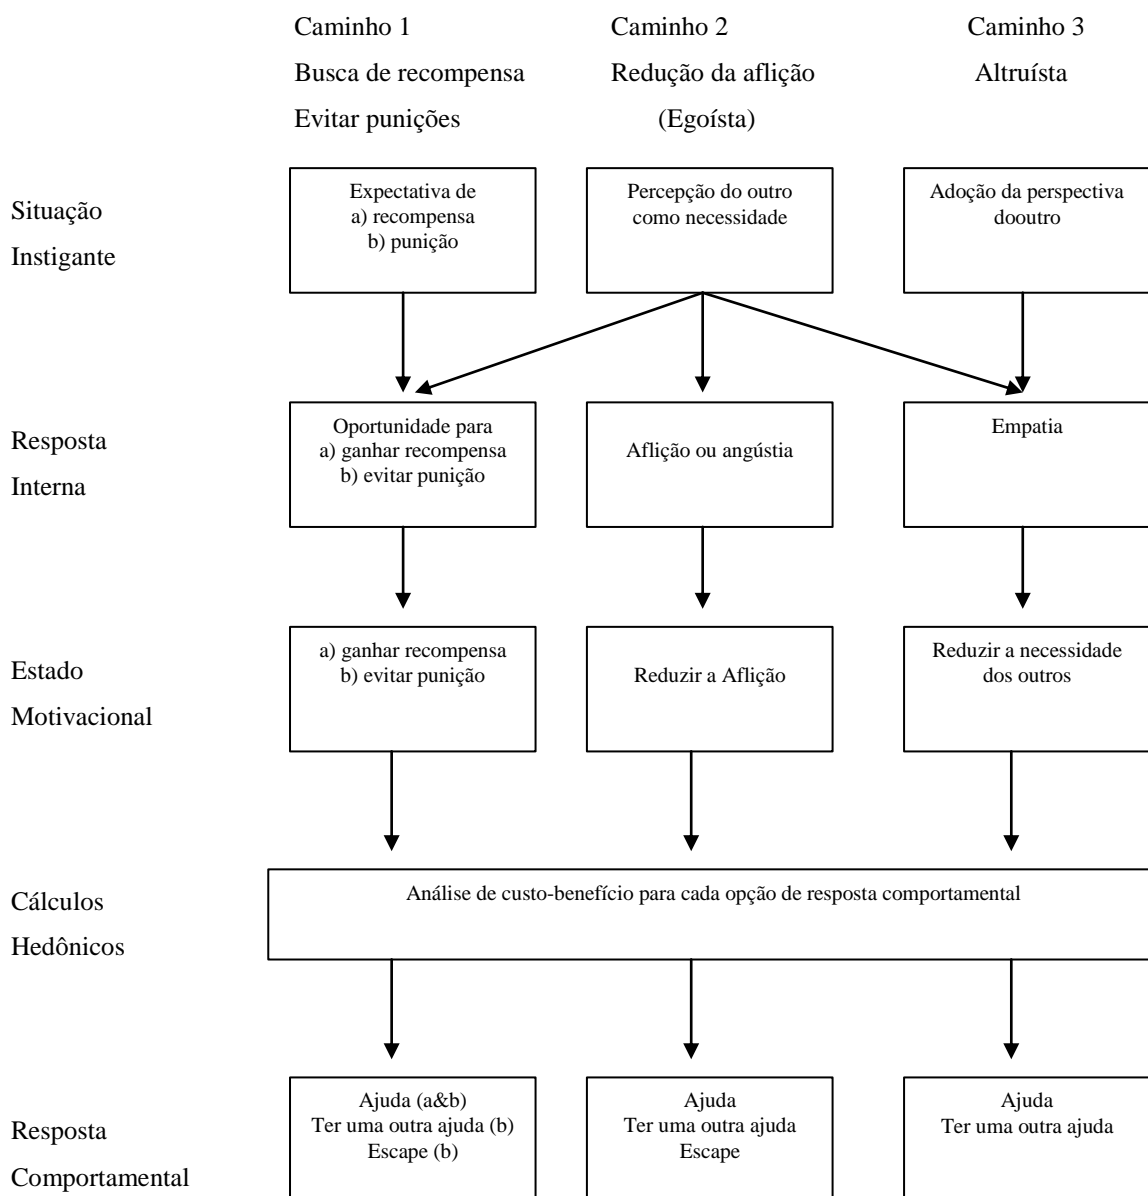 Caminho 1
Busca de recompensa
Evitar punições
Caminho 2
Redução da aflição
(Egoísta)
Caminho 3
Altruísta
Situação
Instigante
Expectativa de
a) recompensa
b) punição
Percepção do outro
como necessidade
Adoção da perspectiva
dooutro
Resposta
Interna
Oportunidade para
a) ganhar recompensa
b) evitar punição
Aflição ou angústia
Empatia
Estado
Motivacional
a) ganhar recompensa
b) evitar punição
Reduzir a Aflição
Reduzir a necessidade
dos outros
Cálculos
Hedônicos
Análise de custo-benefício para cada opção de resposta comportamental
Resposta
Comportamental
Ajuda (a&b)
Ter uma outra ajuda (b)
Escape (b)
Ajuda
Ter uma outra ajuda
Escape
Ajuda
Ter uma outra ajuda